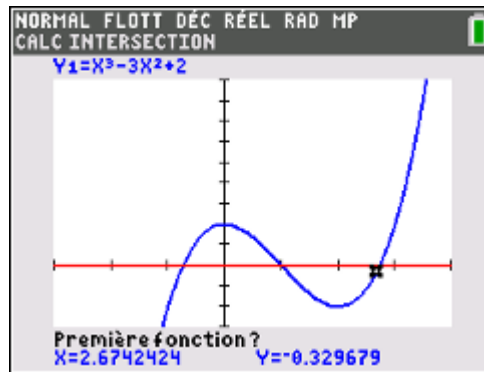 NORMAL FLOTT DÉC RÉEL RAD MP
CALC INTERSECTION
Y₁=X³-3X²+2
Première fonction?
X=2.6742424 Y=⁻0.329679